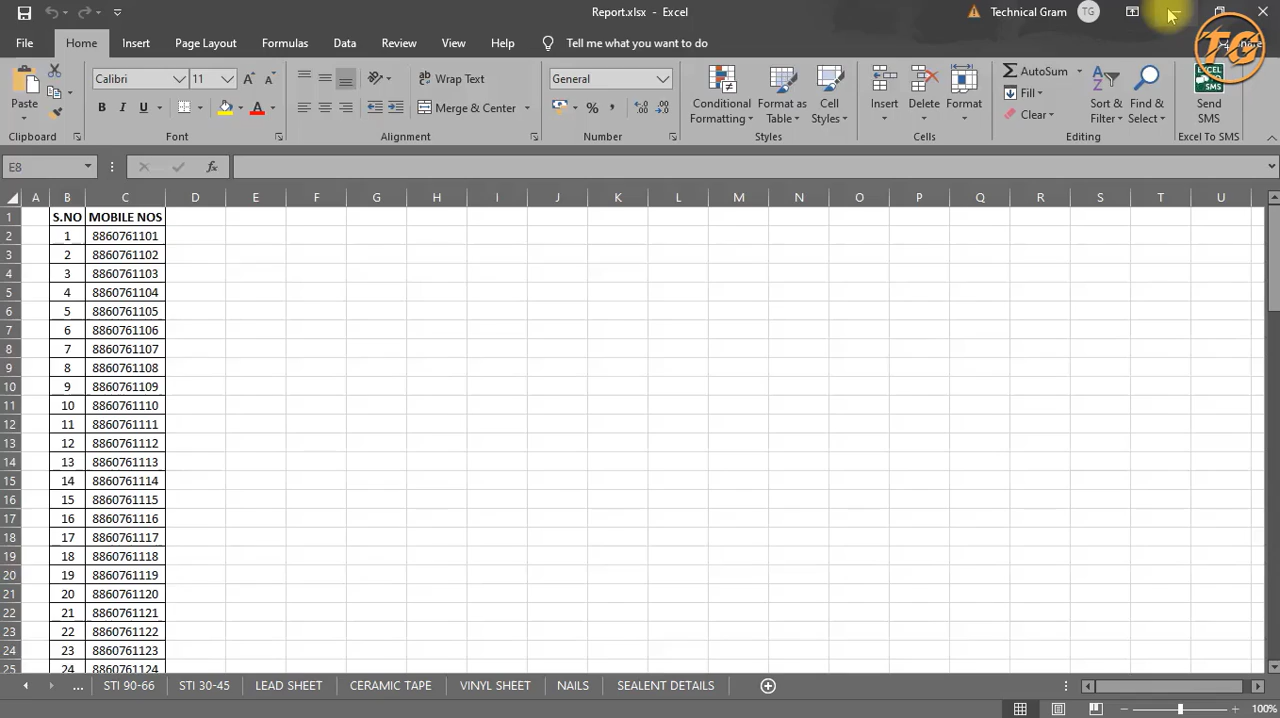 Report.xlsx - Excel
Technical Gram TG
File Home Insert Page Layout Formulas Data Review View Help Tell me what you want to do
TG
Paste
Calibri 11
B I U A
Wrap Text
Merge & Center
General
% ,
Conditional Formatting
Format as Table
Cell Styles
Insert
Delete
Format
AutoSum
Fill
Clear
Sort & Filter
Find & Select
Send SMS
Clipboard Font Alignment Number Styles Cells Editing Excel To SMS
E8 fx
A B C D E F G H I J K L M N O P Q R S T U
1 S.NO MOBILE NOS
2 1 8860761101
3 2 8860761102
4 3 8860761103
5 4 8860761104
6 5 8860761105
7 6 8860761106
8 7 8860761107
9 8 8860761108
10 9 8860761109
11 10 8860761110
12 11 8860761111
13 12 8860761112
14 13 8860761113
15 14 8860761114
16 15 8860761115
17 16 8860761116
18 17 8860761117
19 18 8860761118
20 19 8860761119
21 20 8860761120
22 21 8860761121
23 22 8860761122
24 23 8860761123
25 24 8860761124
... STI 90-66 STI 30-45 LEAD SHEET CERAMIC TAPE VINYL SHEET NAILS SEALENT DETAILS
100%